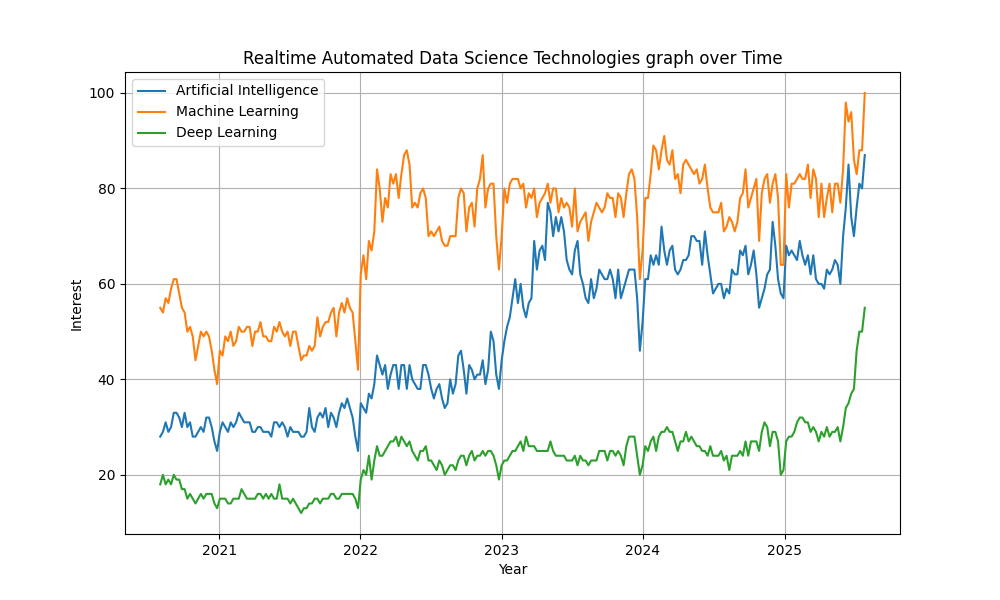 Realtime Automated Data Science Technologies graph over Time
Artificial Intelligence
Machine Learning
Deep Learning
100
80
60
40
20
Interest
2021 2022 2023 2024 2025
Year